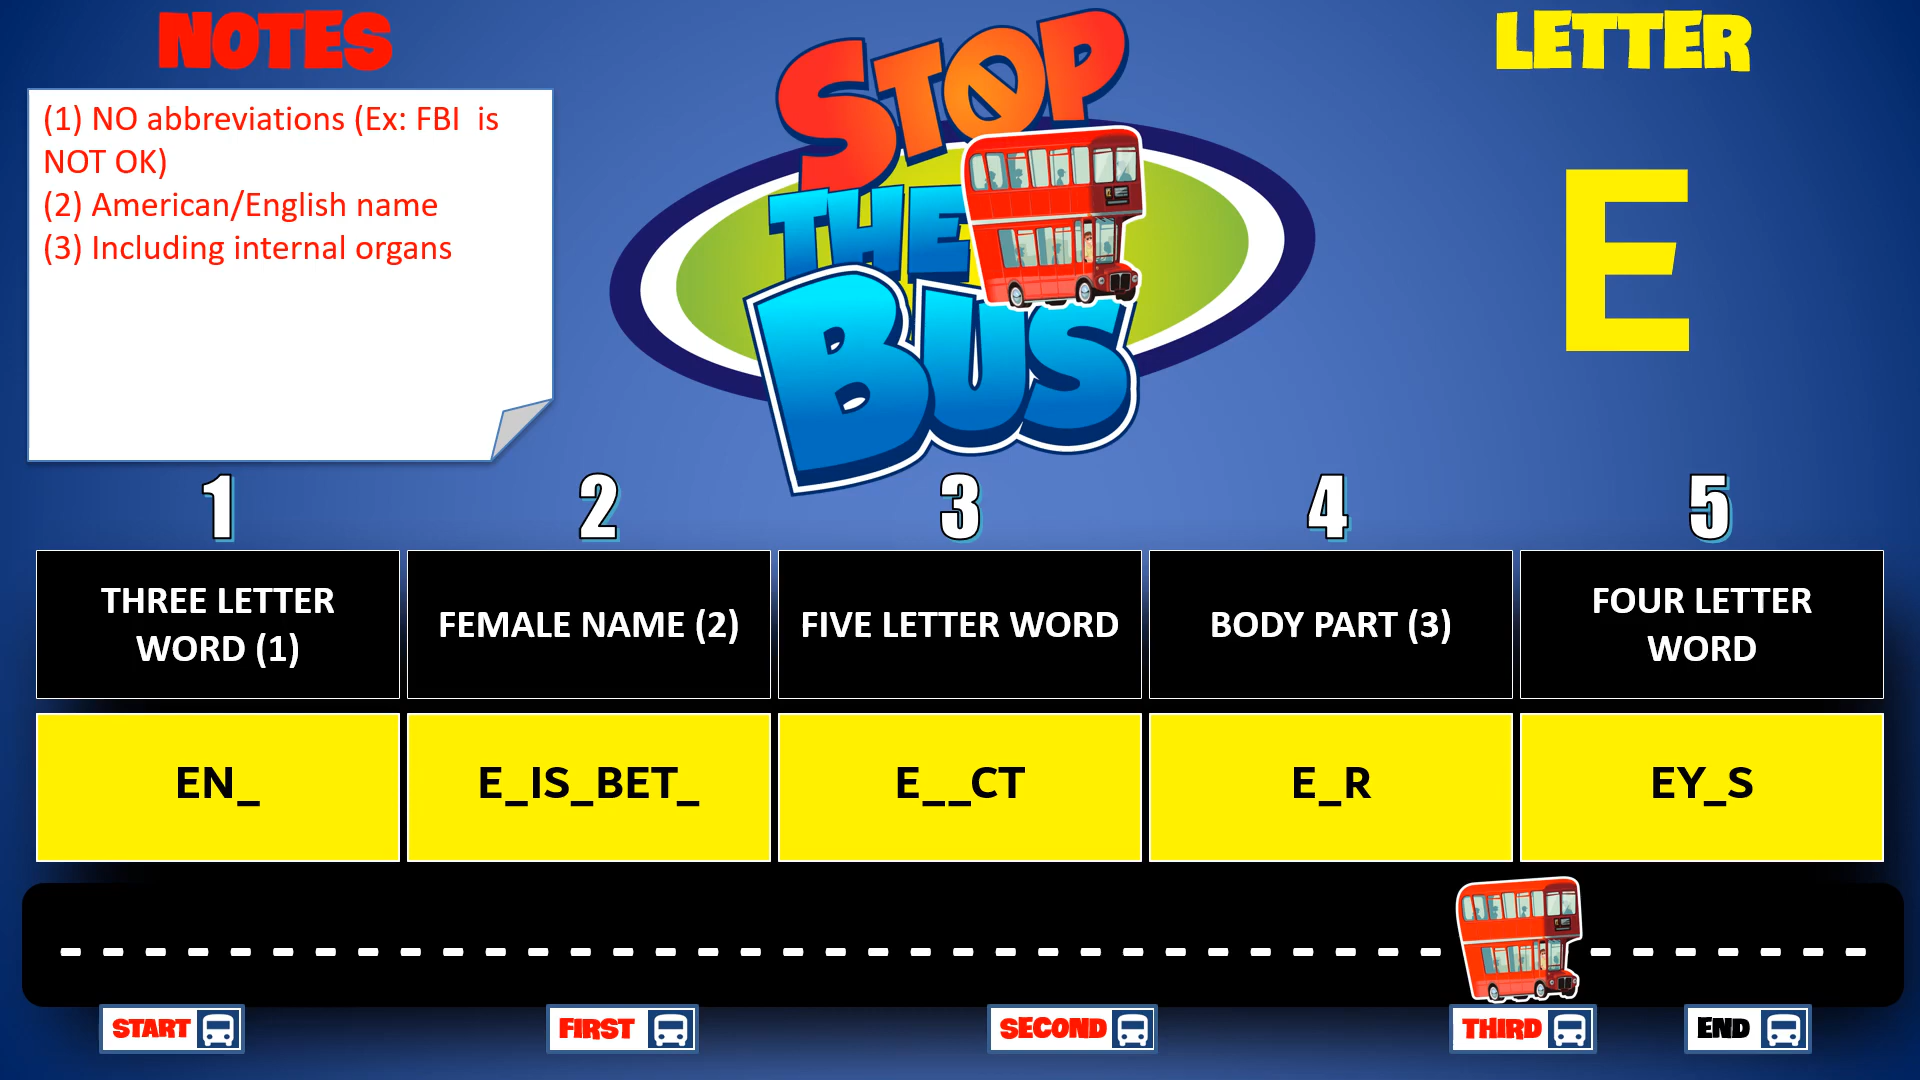 NOTES
(1) NO abbreviations (Ex: FBI is
NOT OK)
(2) American/English name
(3) Including internal organs
STOP
THE
BUS
LETTER
E
1
2
3
4
5
THREE LETTER
WORD (1)
FEMALE NAME (2)
FIVE LETTER WORD
BODY PART (3)
FOUR LETTER
WORD
EN_
E_IS_BET_
E__CT
E_R
EY_S
START
FIRST
SECOND
THIRD
END